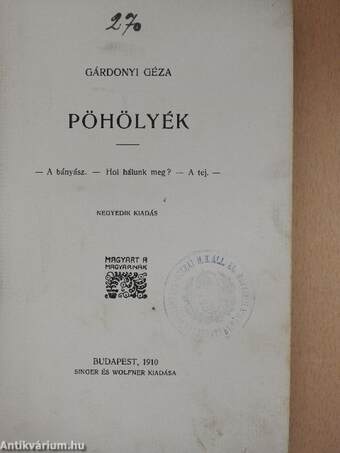 270
GÁRDONYI GÉZA
PÖHÖLYÉK
— A bányász. — Hol hálunk meg? — A tej. —
NEGYEDIK KIADÁS
MAGYART A
MAGYARNAK
BUDAPEST, 1910
SINGER ÉS WOLFNER KIADÁSA
Antikvárium.hu